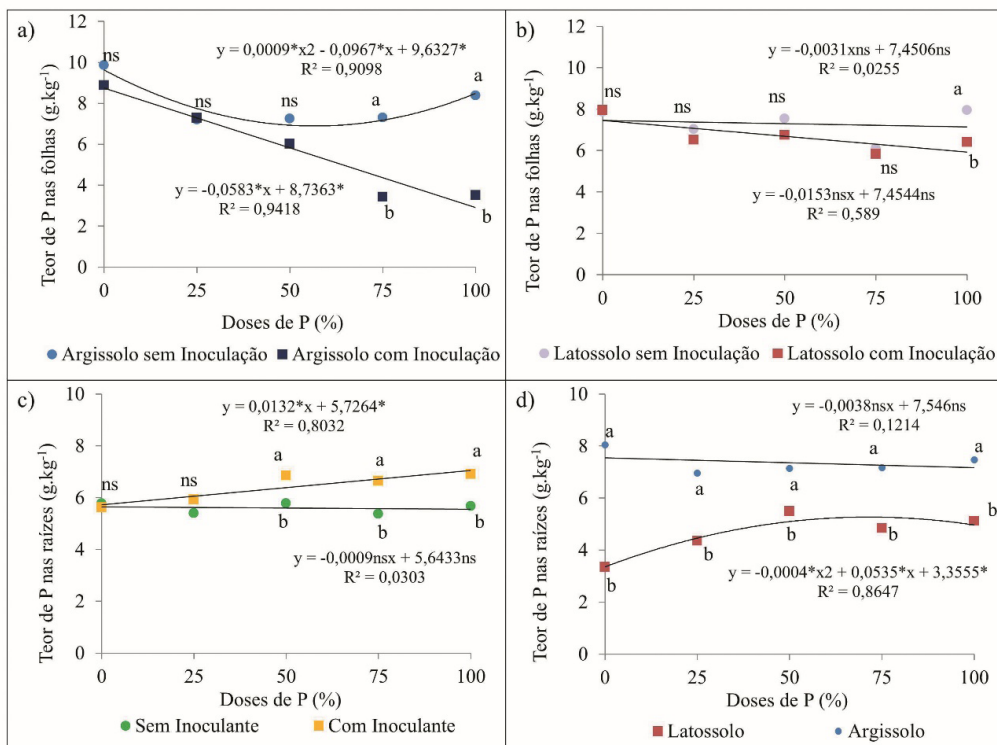 a)
12
10
8
6
4
2
0
Teor de P nas folhas (g.kg⁻¹)
y = 0,0009*x2 - 0,0967*x + 9,6327*
R² = 0,9098
ns
ns
ns
a
a
y = -0,0583*x + 8,7363*
R² = 0,9418
b
b
0 25 50 75 100
Doses de P (%)
Argissolo sem Inoculação Argissolo com Inoculação
b)
12
10
8
6
4
2
0
Teor de P nas folhas (g.kg⁻¹)
y = -0,0031xns + 7,4506ns
R² = 0,0255
ns
ns
ns
a
ns
b
y = -0,0153nsx + 7,4544ns
R² = 0,589
0 25 50 75 100
Doses de P (%)
Latossolo sem Inoculação Latossolo com Inoculação
c)
10
8
6
4
2
0
Teor de P nas raízes (g.kg⁻¹)
y = 0,0132*x + 5,7264*
R² = 0,8032
ns
ns
a
a
a
b
b
b
y = -0,0009nsx + 5,6433ns
R² = 0,0303
0 25 50 75 100
Doses de P (%)
Sem Inoculante Com Inoculante
d)
10
8
6
4
2
0
Teor de P nas raízes (g.kg⁻¹)
y = -0,0038nsx + 7,546ns
R² = 0,1214
a
a
a
a
a
b
b
b
b
b
y = -0,0004*x2 + 0,0535*x + 3,3555*
R² = 0,8647
0 25 50 75 100
Doses de P (%)
Latossolo Argissolo